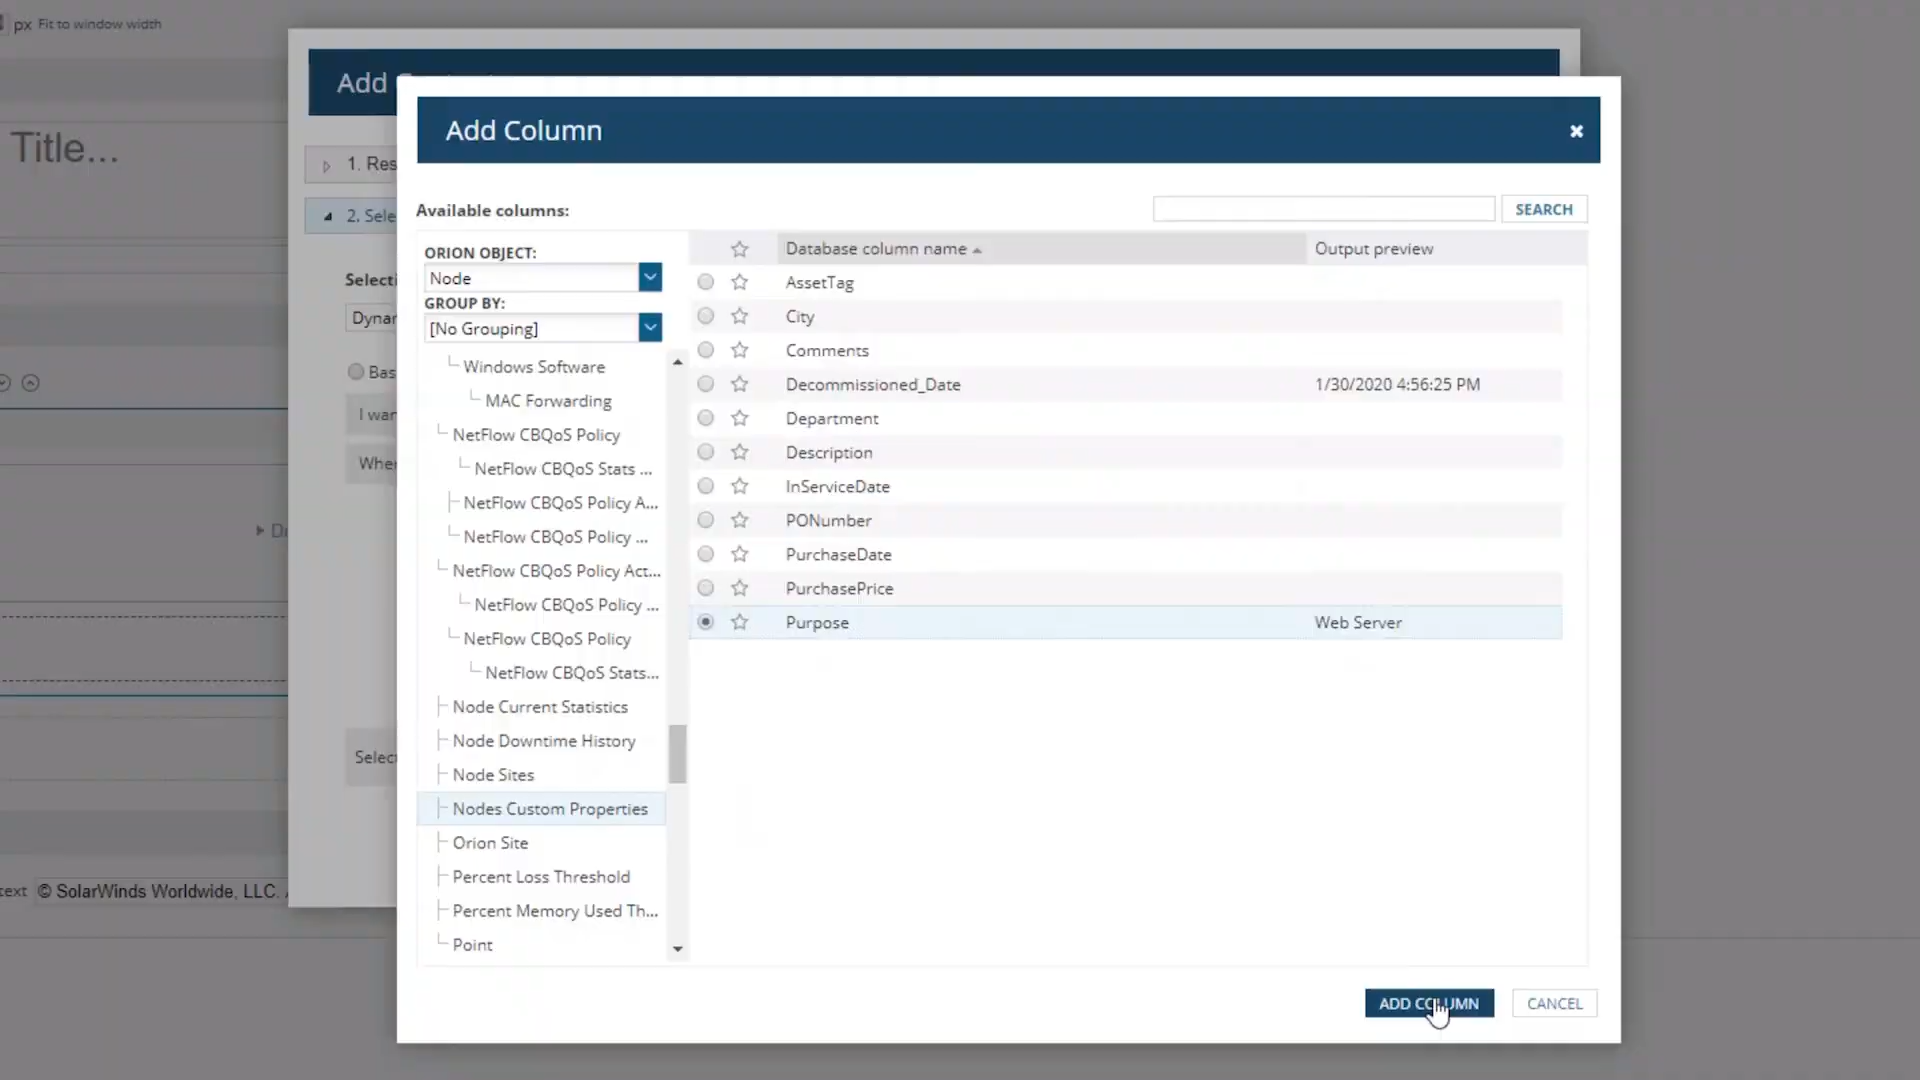 px Fit to window width
Title...
Add
1. Res
2. Sele
Selecti
Dynar
Bas
I war
Wher
Selec
text © SolarWinds Worldwide, LLC.
Add Column
Available columns:
SEARCH
ORION OBJECT:
Node
GROUP BY:
[No Grouping]
Windows Software
MAC Forwarding
NetFlow CBQoS Policy
NetFlow CBQoS Stats ...
NetFlow CBQoS Policy A...
NetFlow CBQoS Policy ...
NetFlow CBQoS Policy Act...
NetFlow CBQoS Policy ...
NetFlow CBQoS Policy
NetFlow CBQoS Stats...
Node Current Statistics
Node Downtime History
Node Sites
Nodes Custom Properties
Orion Site
Percent Loss Threshold
Percent Memory Used Th...
Point
Database column name Output preview
AssetTag
City
Comments
Decommissioned_Date 1/30/2020 4:56:25 PM
Department
Description
InServiceDate
PONumber
PurchaseDate
PurchasePrice
Purpose Web Server
ADD COLUMN CANCEL